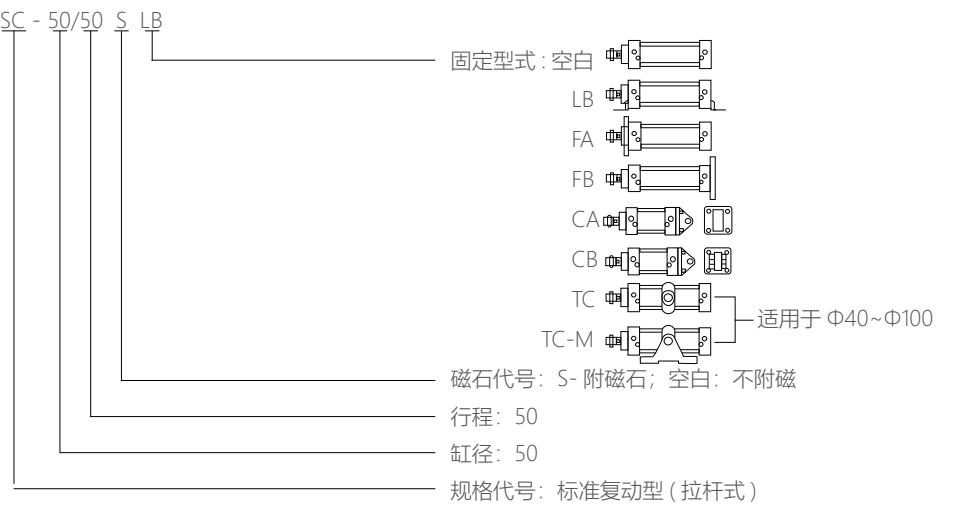 SC - 50/50 S LB
固定型式 : 空白
LB
FA
FB
CA
CB
TC
适用于 Φ40~Φ100
TC-M
磁石代号：S- 附磁石；空白：不附磁
行程：50
缸径：50
规格代号：标准复动型 ( 拉杆式 )